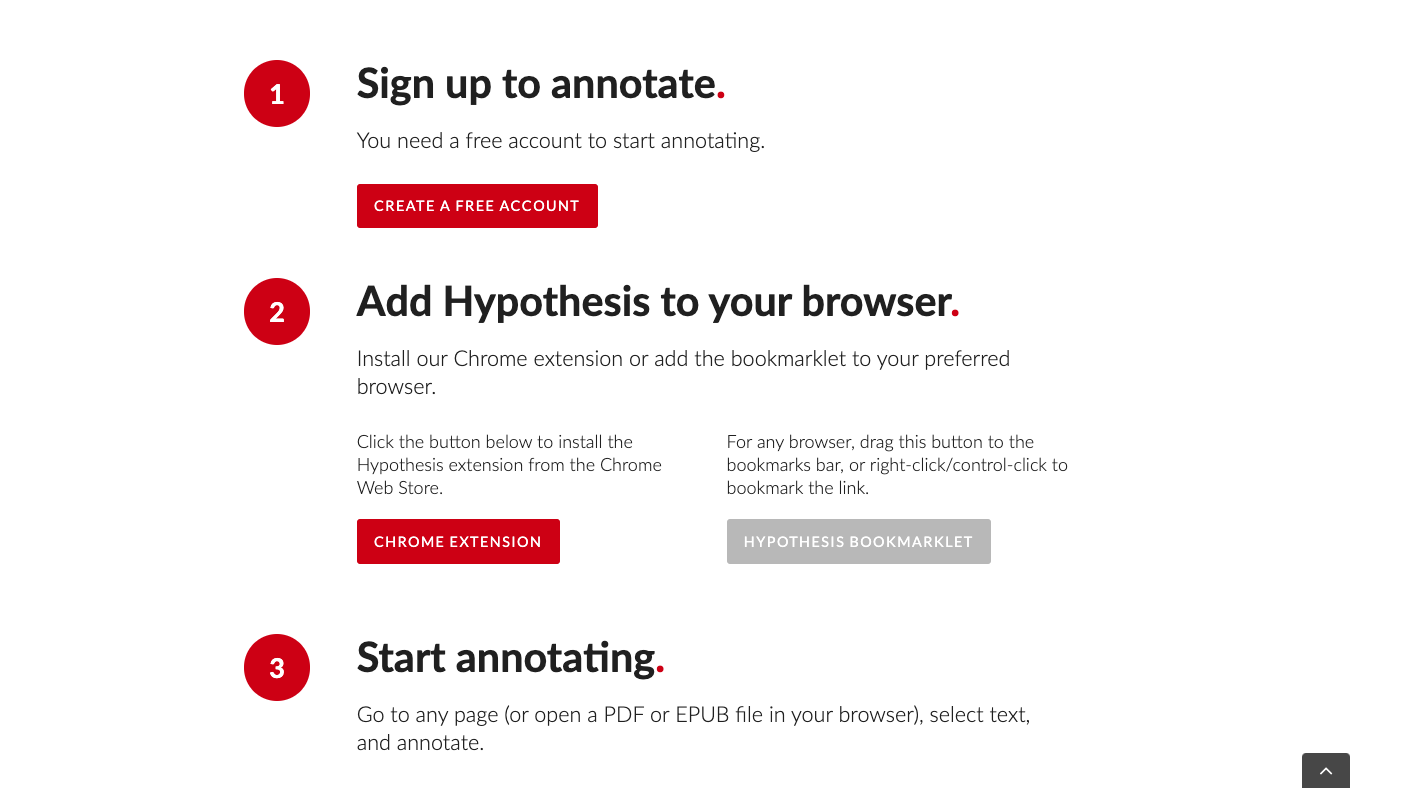 1
Sign up to annotate.
You need a free account to start annotating.
CREATE A FREE ACCOUNT
2
Add Hypothesis to your browser.
Install our Chrome extension or add the bookmarklet to your preferred
browser.
Click the button below to install the
Hypothesis extension from the Chrome
Web Store.
CHROME EXTENSION
For any browser, drag this button to the
bookmarks bar, or right-click/control-click to
bookmark the link.
HYPOTHESIS BOOKMARKLET
3
Start annotating.
Go to any page (or open a PDF or EPUB file in your browser), select text,
and annotate.